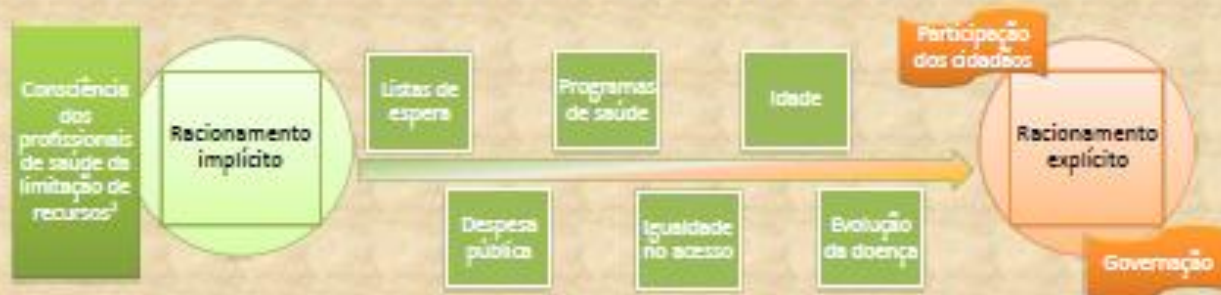 Consciência
dos
profissionais
de saúde da
limitação de
recursos²
Racionamento
implícito
Listas de
espera
Programas
de saúde
Idade
Despesa
pública
Igualdade
no acesso
Evolução
da doença
Participação
dos cidadãos
Racionamento
explícito
Governação